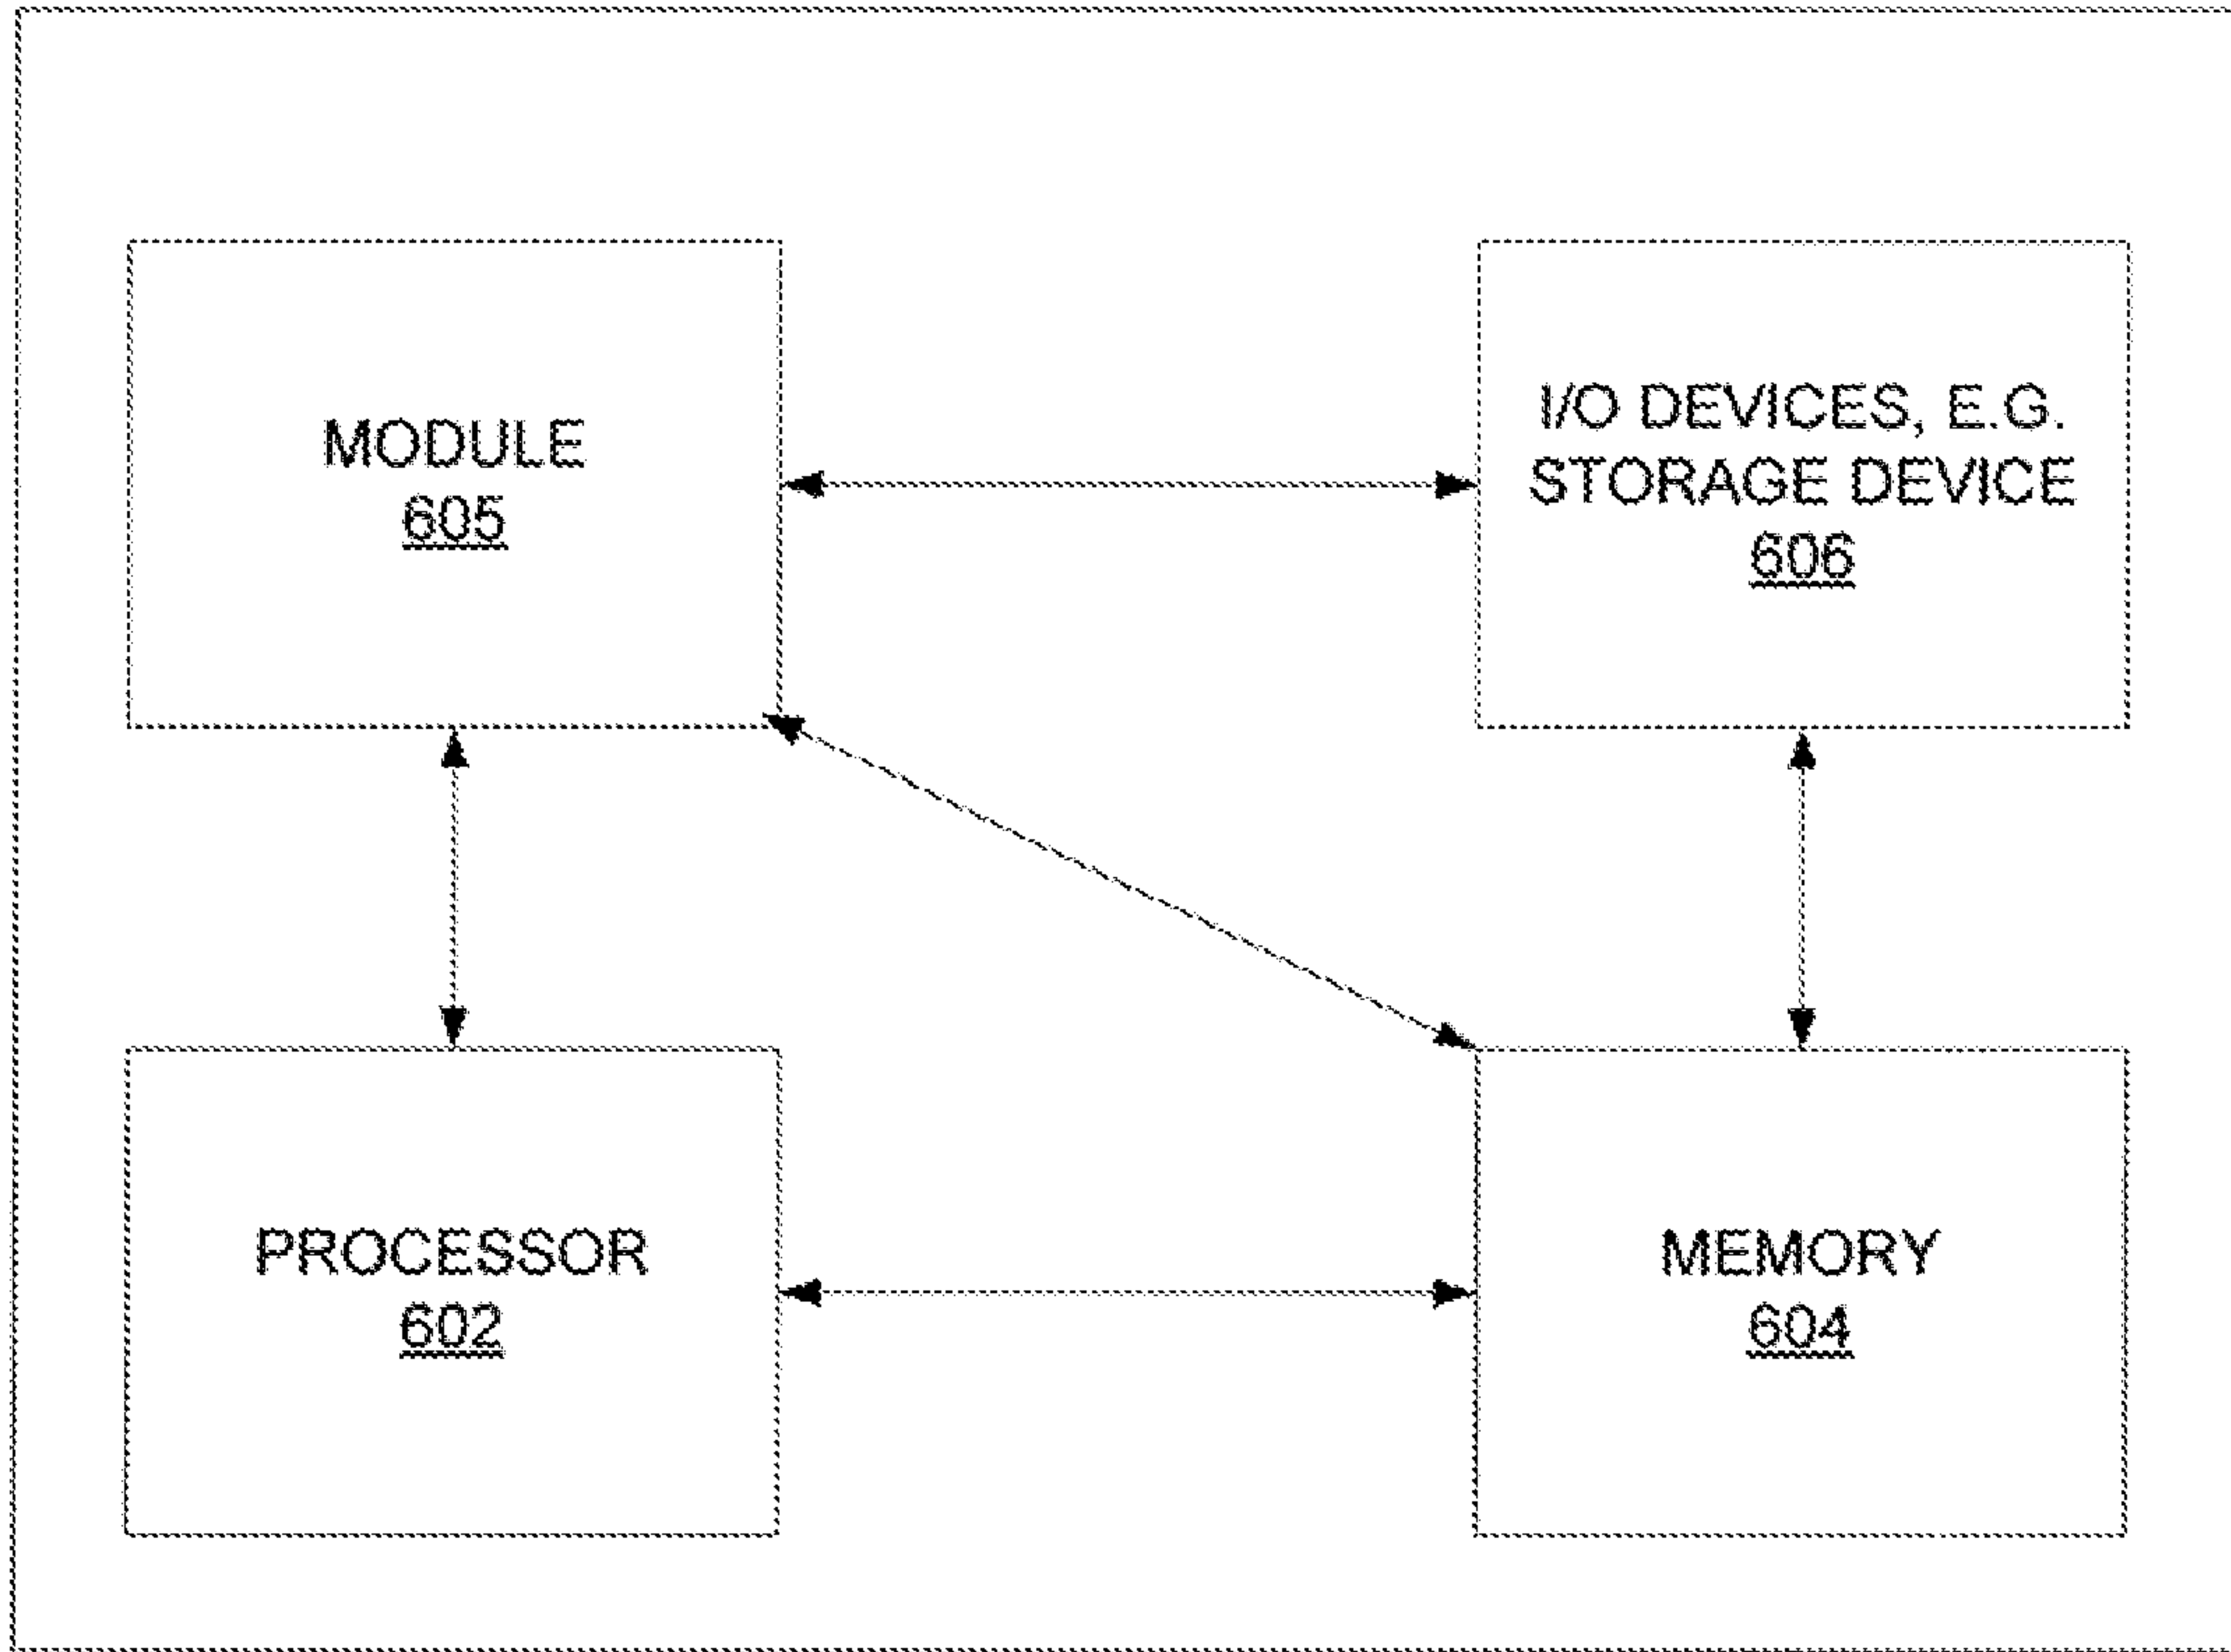 MODULE
605
I/O DEVICES, E.G.
STORAGE DEVICE
606
PROCESSOR
602
MEMORY
604